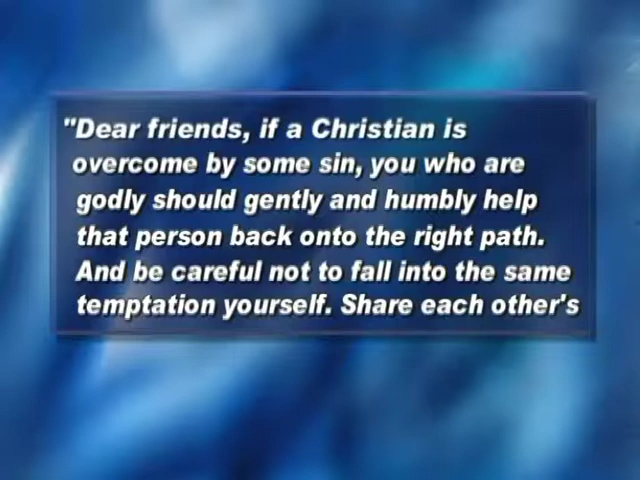 "Dear friends, if a Christian is
overcome by some sin, you who are
godly should gently and humbly help
that person back onto the right path.
And be careful not to fall into the same
temptation yourself. Share each other's